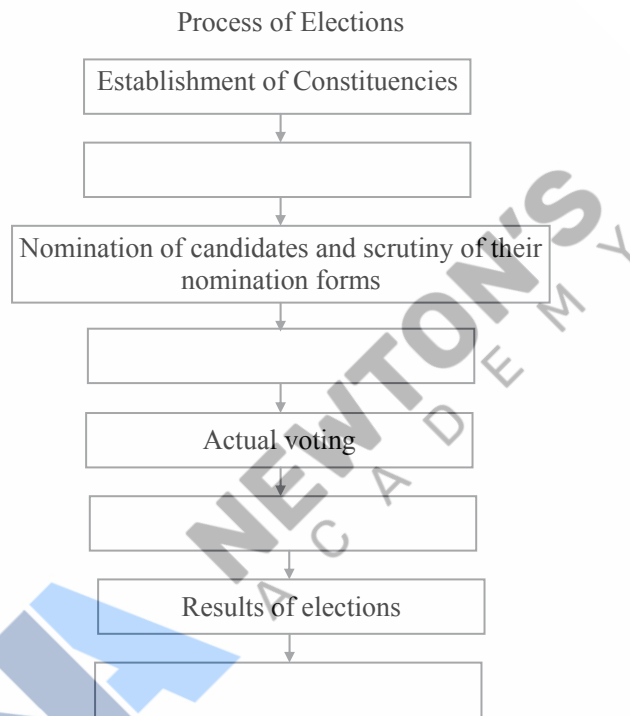 Process of Elections
Establishment of Constituencies
Nomination of candidates and scrutiny of their
nomination forms
Actual voting
Results of elections
NEWTON'S
ACADEMY